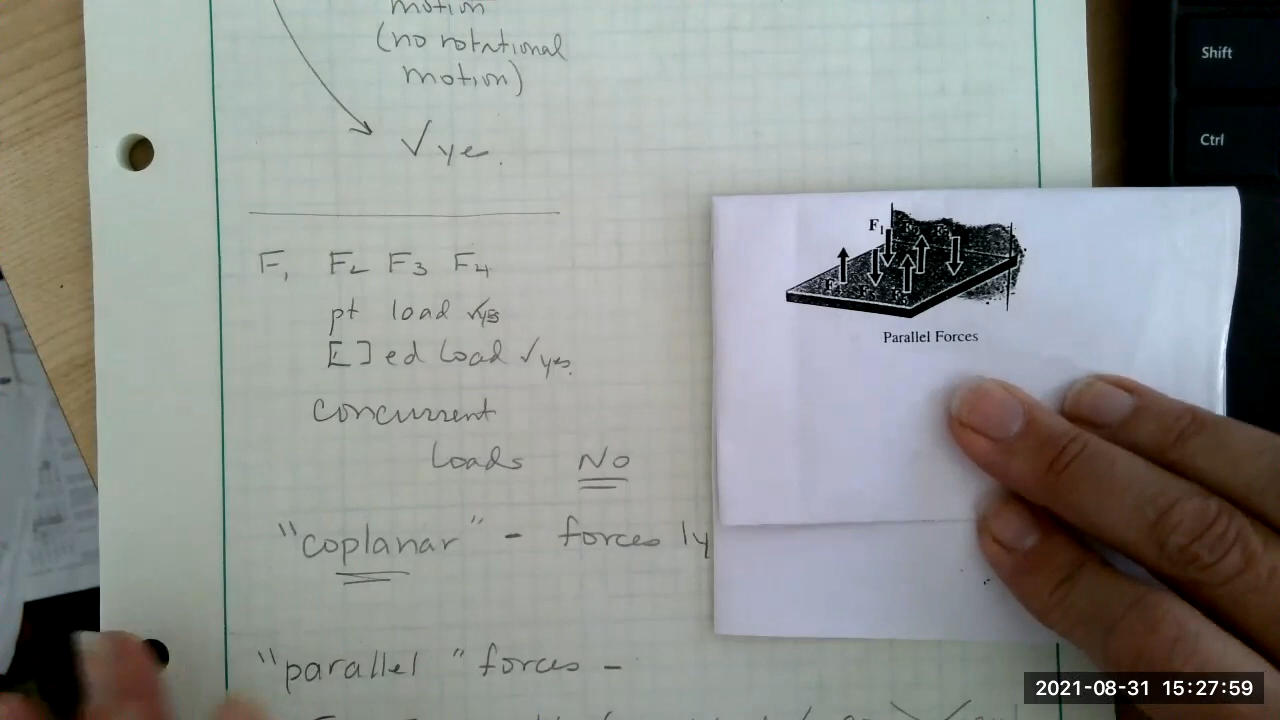 motion
(no rotational
motion)
√ yes.
F1 F2 F3 F4
pt load √yes
[ ]ed load √ yes.
concurrent
loads No
"coplanar" - forces ly
"parallel" forces -
F1
Parallel Forces
Shift
Ctrl
2021-08-31 15:27:59